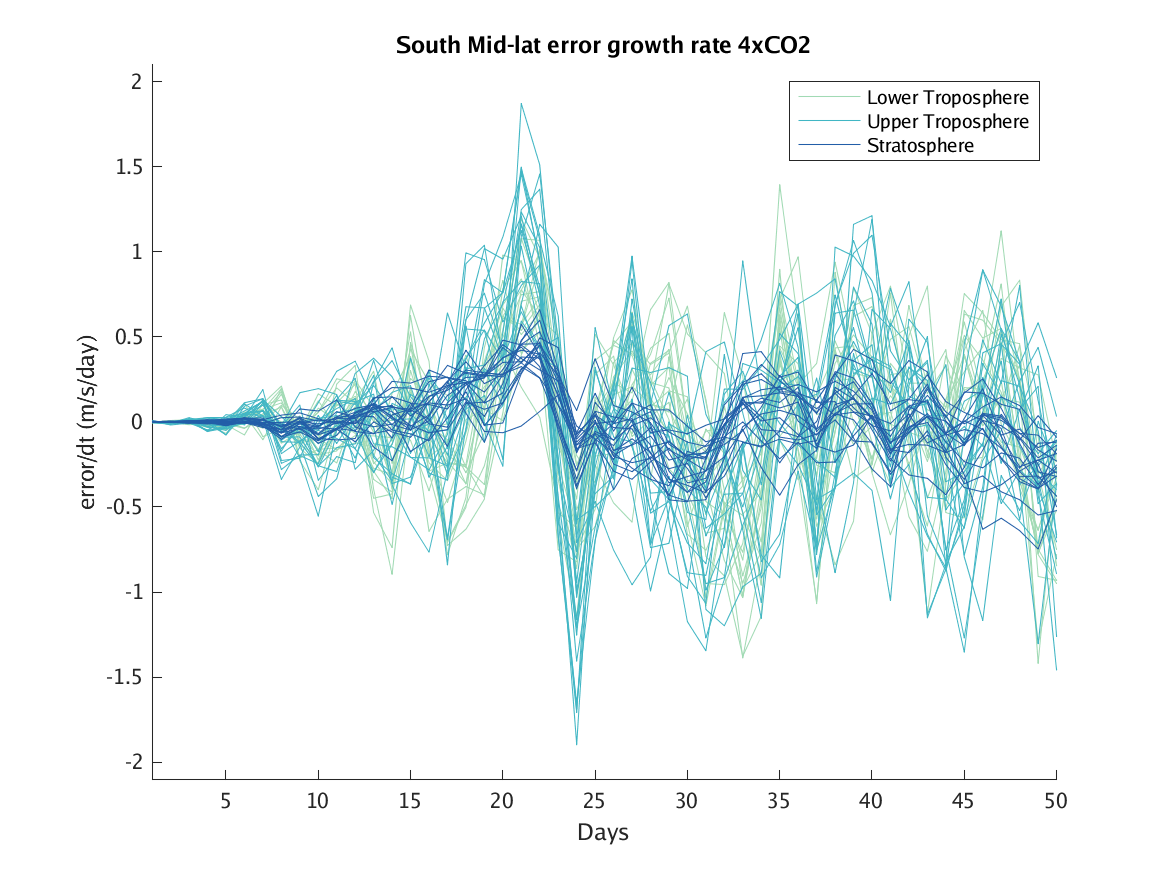 South Mid-lat error growth rate 4xCO2
Lower Troposphere
Upper Troposphere
Stratosphere
error/dt (m/s/day)
2
1.5
1
0.5
0
-0.5
-1
-1.5
-2
5 10 15 20 25 30 35 40 45 50
Days